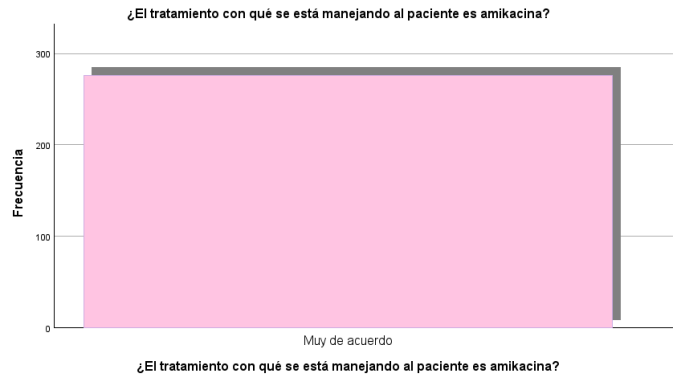 ¿El tratamiento con qué se está manejando al paciente es amikacina?
300
200
100
0
Frecuencia
Muy de acuerdo
¿El tratamiento con qué se está manejando al paciente es amikacina?